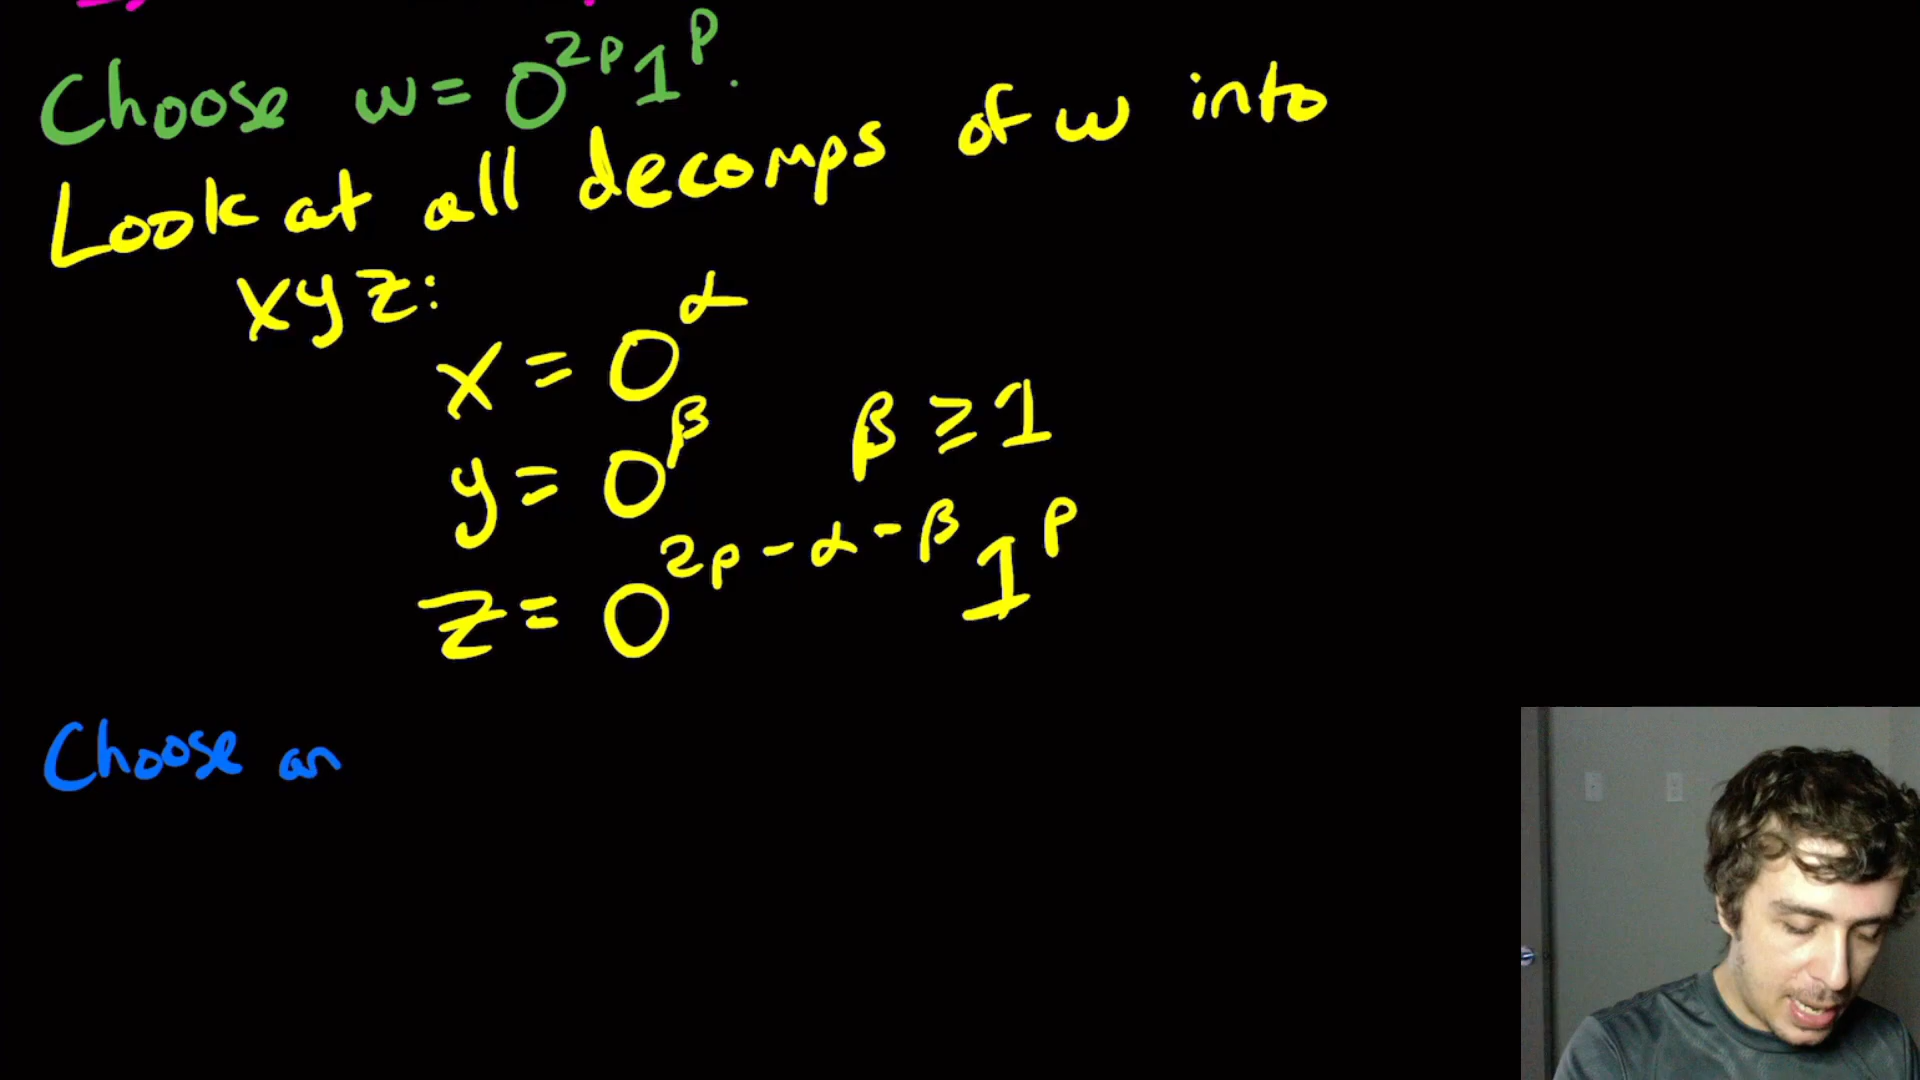 Choose w = 0^{2p} 1^p.
Look at all decomps of w into
xyz:
x = 0^α
y = 0^β    β ≥ 1
z = 0^{2p-α-β} 1^p
Choose an